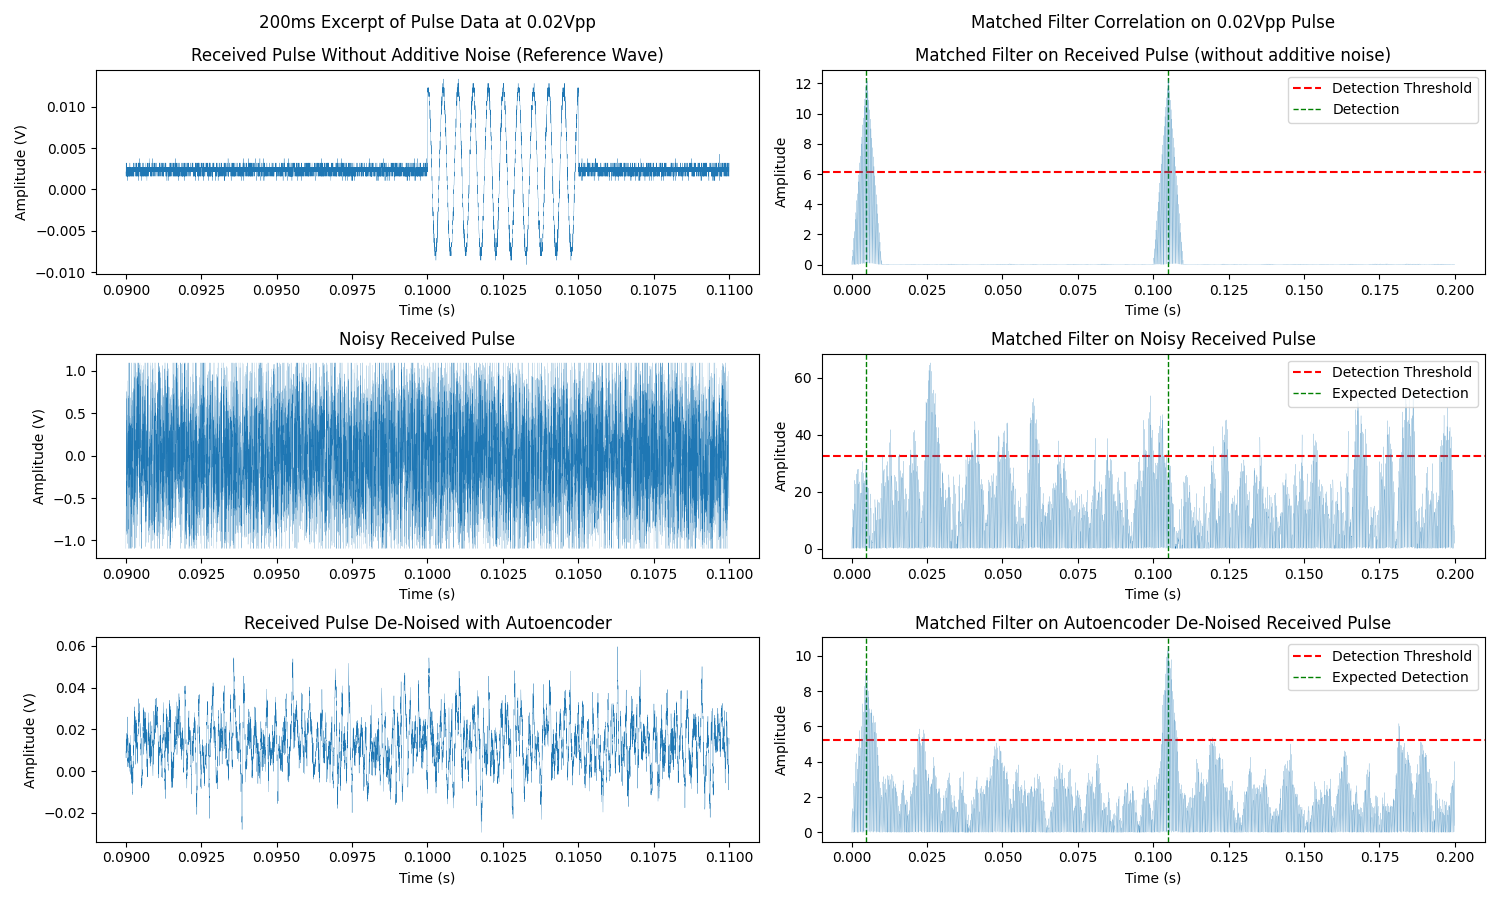 200ms Excerpt of Pulse Data at 0.02Vpp
Received Pulse Without Additive Noise (Reference Wave)
Amplitude (V)
0.010
0.005
0.000
−0.005
−0.010
0.0900 0.0925 0.0950 0.0975 0.1000 0.1025 0.1050 0.1075 0.1100
Time (s)
Matched Filter Correlation on 0.02Vpp Pulse
Matched Filter on Received Pulse (without additive noise)
Amplitude
12
10
8
6
4
2
0
Detection Threshold
Detection
0.000 0.025 0.050 0.075 0.100 0.125 0.150 0.175 0.200
Time (s)
Noisy Received Pulse
Amplitude (V)
1.0
0.5
0.0
−0.5
−1.0
0.0900 0.0925 0.0950 0.0975 0.1000 0.1025 0.1050 0.1075 0.1100
Time (s)
Matched Filter on Noisy Received Pulse
Amplitude
60
40
20
0
Detection Threshold
Expected Detection
0.000 0.025 0.050 0.075 0.100 0.125 0.150 0.175 0.200
Time (s)
Received Pulse De-Noised with Autoencoder
Amplitude (V)
0.06
0.04
0.02
0.00
−0.02
0.0900 0.0925 0.0950 0.0975 0.1000 0.1025 0.1050 0.1075 0.1100
Time (s)
Matched Filter on Autoencoder De-Noised Received Pulse
Amplitude
10
8
6
4
2
0
Detection Threshold
Expected Detection
0.000 0.025 0.050 0.075 0.100 0.125 0.150 0.175 0.200
Time (s)